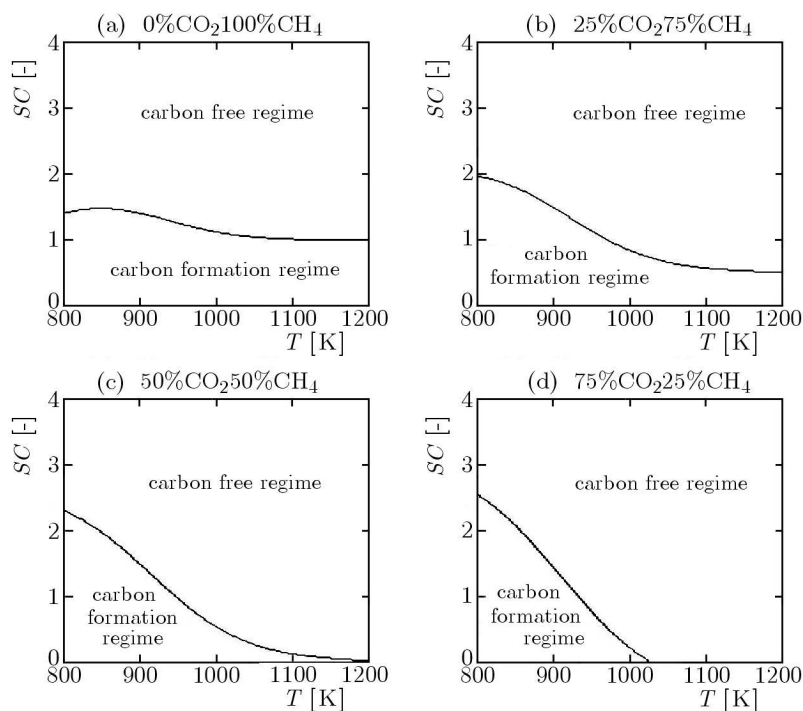 (a) 0%CO₂100%CH₄
SC [-]
4
3
2
1
0
carbon free regime
carbon formation regime
800 900 1000 1100 1200
T [K]
(b) 25%CO₂75%CH₄
SC [-]
4
3
2
1
0
carbon free regime
carbon
formation regime
800 900 1000 1100 1200
T [K]
(c) 50%CO₂50%CH₄
SC [-]
4
3
2
1
0
carbon free regime
carbon
formation
regime
800 900 1000 1100 1200
T [K]
(d) 75%CO₂25%CH₄
SC [-]
4
3
2
1
0
carbon free regime
carbon
formation
regime
800 900 1000 1100 1200
T [K]